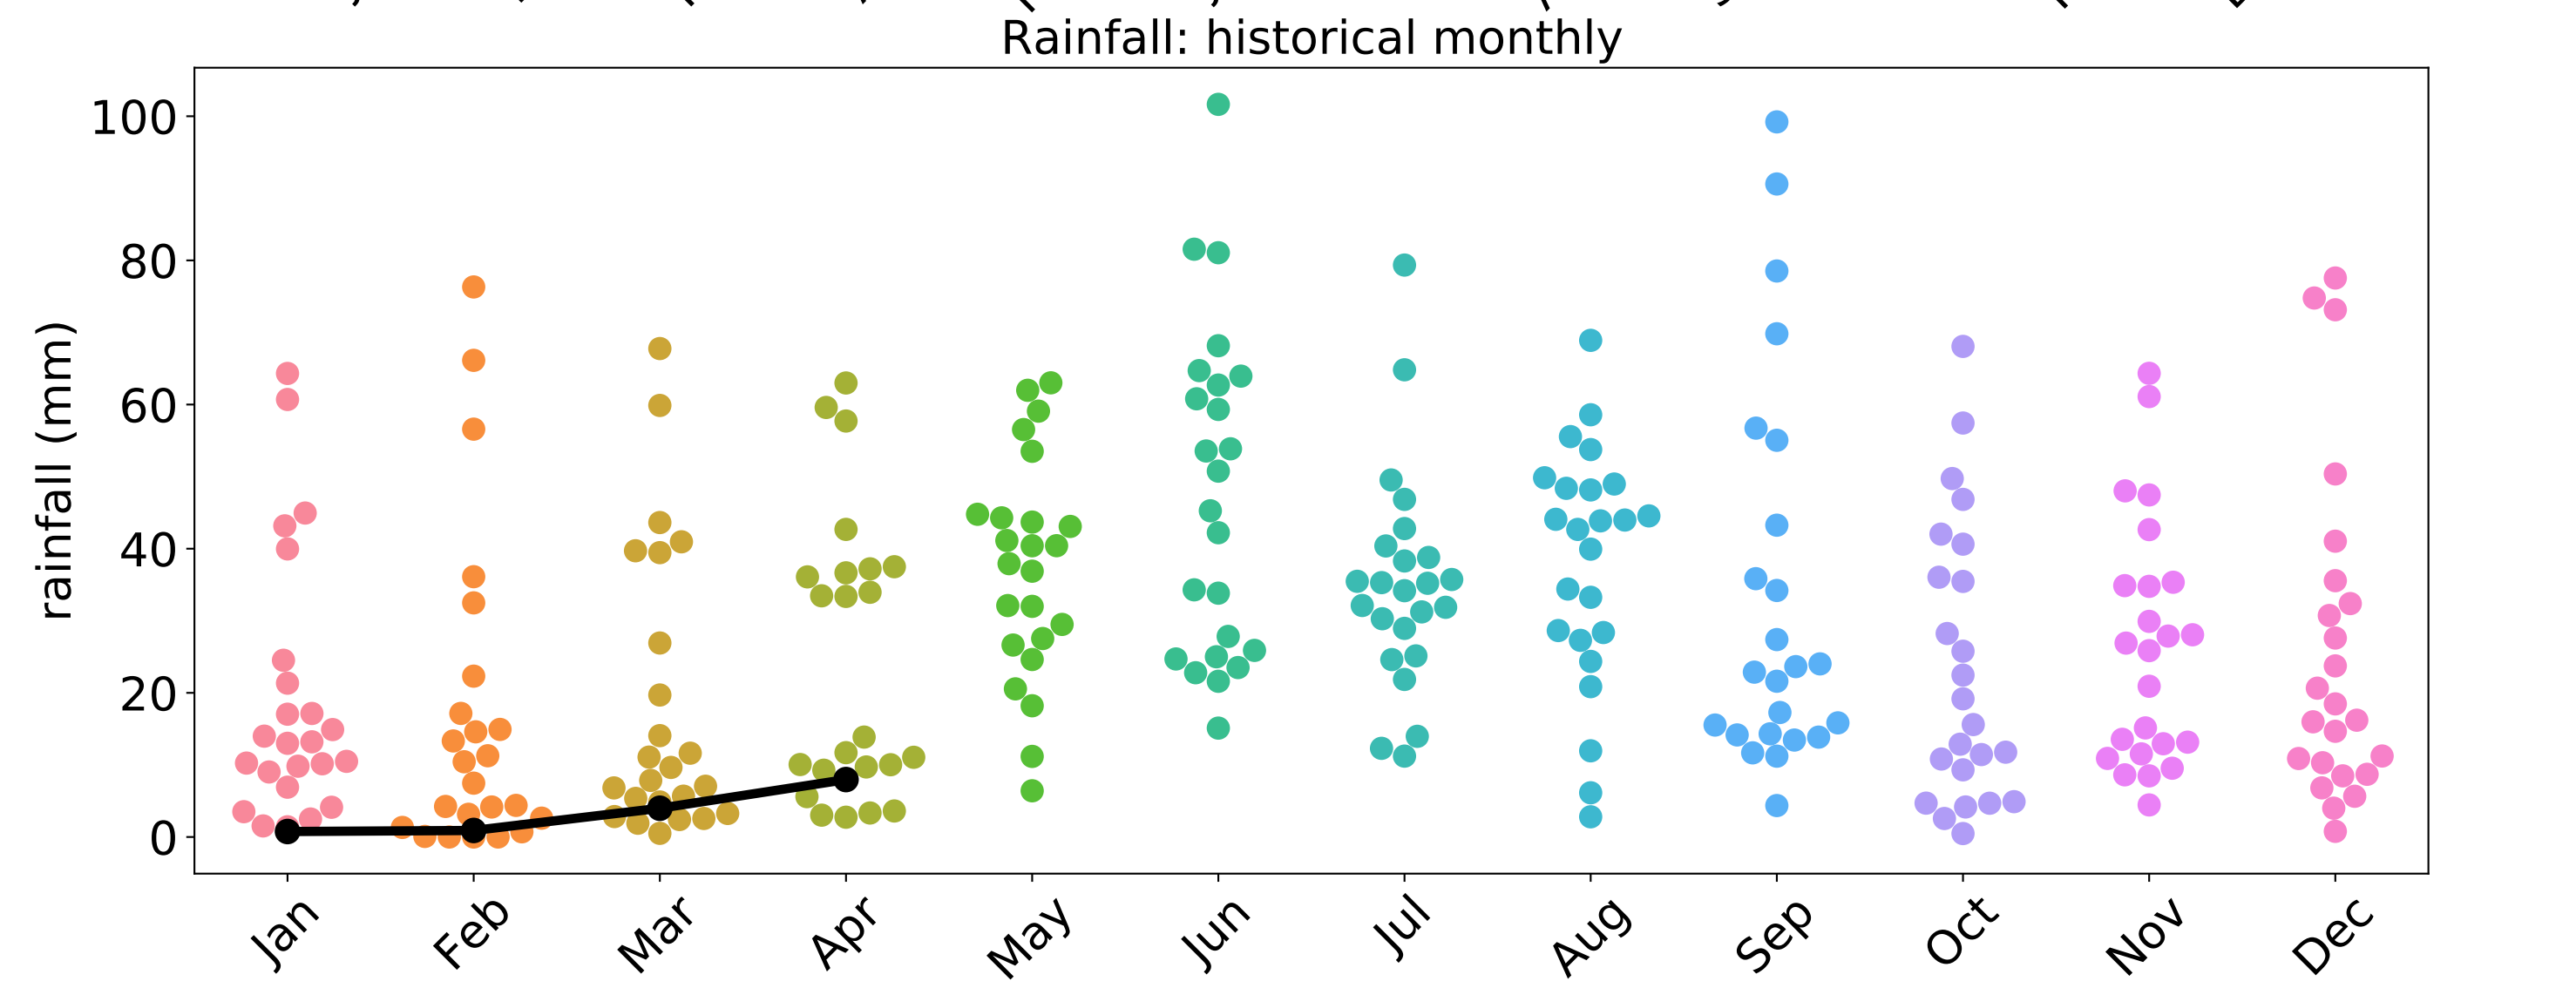 Rainfall: historical monthly
rainfall (mm)
100
80
60
40
20
0
Jan
Feb
Mar
Apr
May
Jun
Jul
Aug
Sep
Oct
Nov
Dec